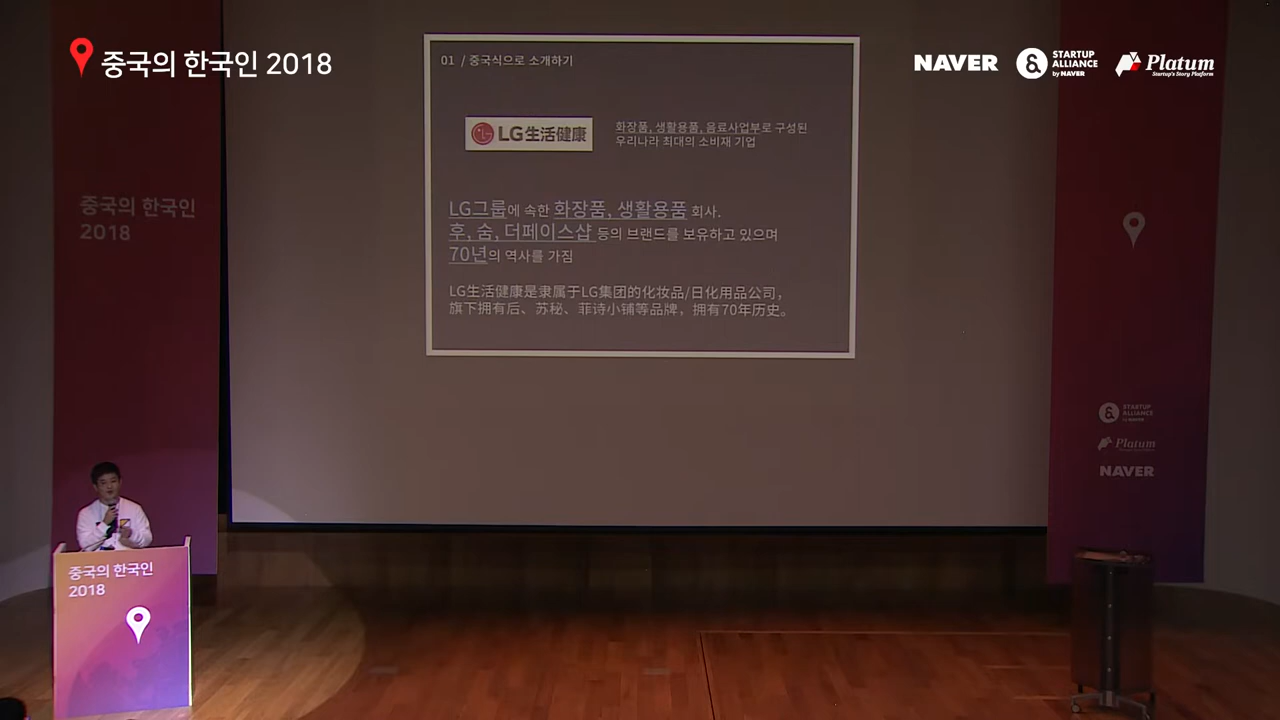 중국의 한국인 2018
NAVER
&
STARTUP
ALLIANCE
by NAVER
Platum
Startup's Story Platform
01 / 중국식으로 소개하기
LG生活健康
화장품, 생활용품, 음료사업부로 구성된
우리나라 최대의 소비재 기업
LG그룹에 속한 화장품, 생활용품 회사.
후, 숨, 더페이스샵 등의 브랜드를 보유하고 있으며
70년의 역사를 가짐
LG生活健康是隶属于LG集团的化妆品/日化用品公司，
旗下拥有后、苏秘、菲诗小铺等品牌，拥有70年历史。
중국의 한국인
2018
&
STARTUP
ALLIANCE
Platum
NAVER
중국의 한국인
2018